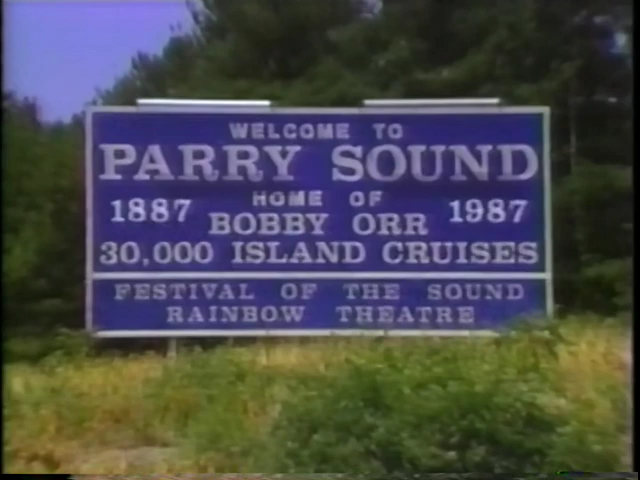 WELCOME TO
PARRY SOUND
1887 HOME OF 1987
BOBBY ORR
30,000 ISLAND CRUISES
FESTIVAL OF THE SOUND
RAINBOW THEATRE